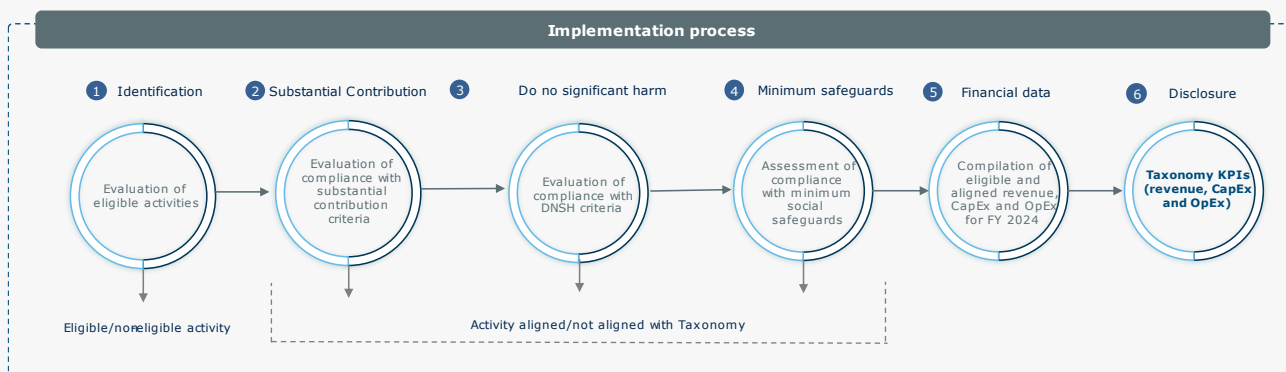 Implementation process
1 Identification
2 Substantial Contribution
3 Do no significant harm
4 Minimum safeguards
5 Financial data
6 Disclosure
Evaluation of
eligible activities
Evaluation of
compliance with
substantial
contribution
criteria
Evaluation of
compliance with
DNSH criteria
Assessment of
compliance
with minimum
social
safeguards
Compilation of
eligible and
aligned revenue,
CapEx and OpEx
for FY 2024
Taxonomy KPIs
(revenue, CapEx
and OpEx)
Eligible/non-eligible activity
Activity aligned/not aligned with Taxonomy